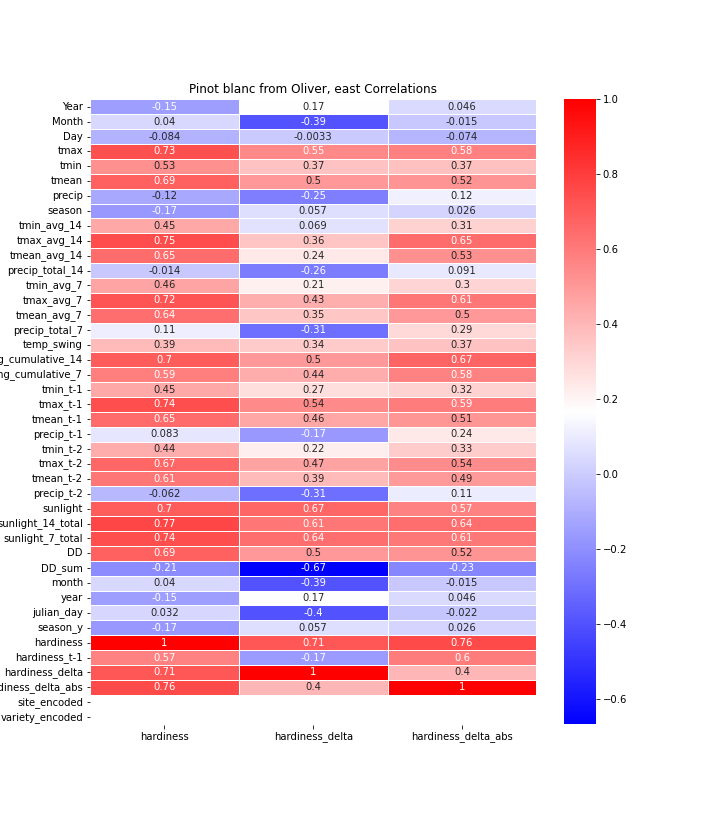 Pinot blanc from Oliver, east Correlations
Year -0.15 0.17 0.046
Month 0.04 -0.39 -0.015
Day -0.084 -0.0033 -0.074
tmax 0.73 0.55 0.58
tmin 0.53 0.37 0.37
tmean 0.69 0.5 0.52
precip -0.12 -0.25 0.12
season -0.17 0.057 0.026
tmin_avg_14 0.45 0.069 0.31
tmax_avg_14 0.75 0.36 0.65
tmean_avg_14 0.65 0.24 0.53
precip_total_14 -0.014 -0.26 0.091
tmin_avg_7 0.46 0.21 0.3
tmax_avg_7 0.72 0.43 0.61
tmean_avg_7 0.64 0.35 0.5
precip_total_7 0.11 -0.31 0.29
temp_swing 0.39 0.34 0.37
g_cumulative_14 0.7 0.5 0.67
ng_cumulative_7 0.59 0.44 0.58
tmin_t-1 0.45 0.27 0.32
tmax_t-1 0.74 0.54 0.59
tmean_t-1 0.65 0.46 0.51
precip_t-1 0.083 -0.17 0.24
tmin_t-2 0.44 0.22 0.33
tmax_t-2 0.67 0.47 0.54
tmean_t-2 0.61 0.39 0.49
precip_t-2 -0.062 -0.31 0.11
sunlight 0.7 0.67 0.57
sunlight_14_total 0.77 0.61 0.64
sunlight_7_total 0.74 0.64 0.61
DD 0.69 0.5 0.52
DD_sum -0.21 -0.67 -0.23
month 0.04 -0.39 -0.015
year -0.15 0.17 0.046
julian_day 0.032 -0.4 -0.022
season_y -0.17 0.057 0.026
hardiness 1 0.71 0.76
hardiness_t-1 0.57 -0.17 0.6
hardiness_delta 0.71 1 0.4
diness_delta_abs 0.76 0.4 1
site_encoded
variety_encoded
hardiness hardiness_delta hardiness_delta_abs
1.0
0.8
0.6
0.4
0.2
0.0
−0.2
−0.4
−0.6